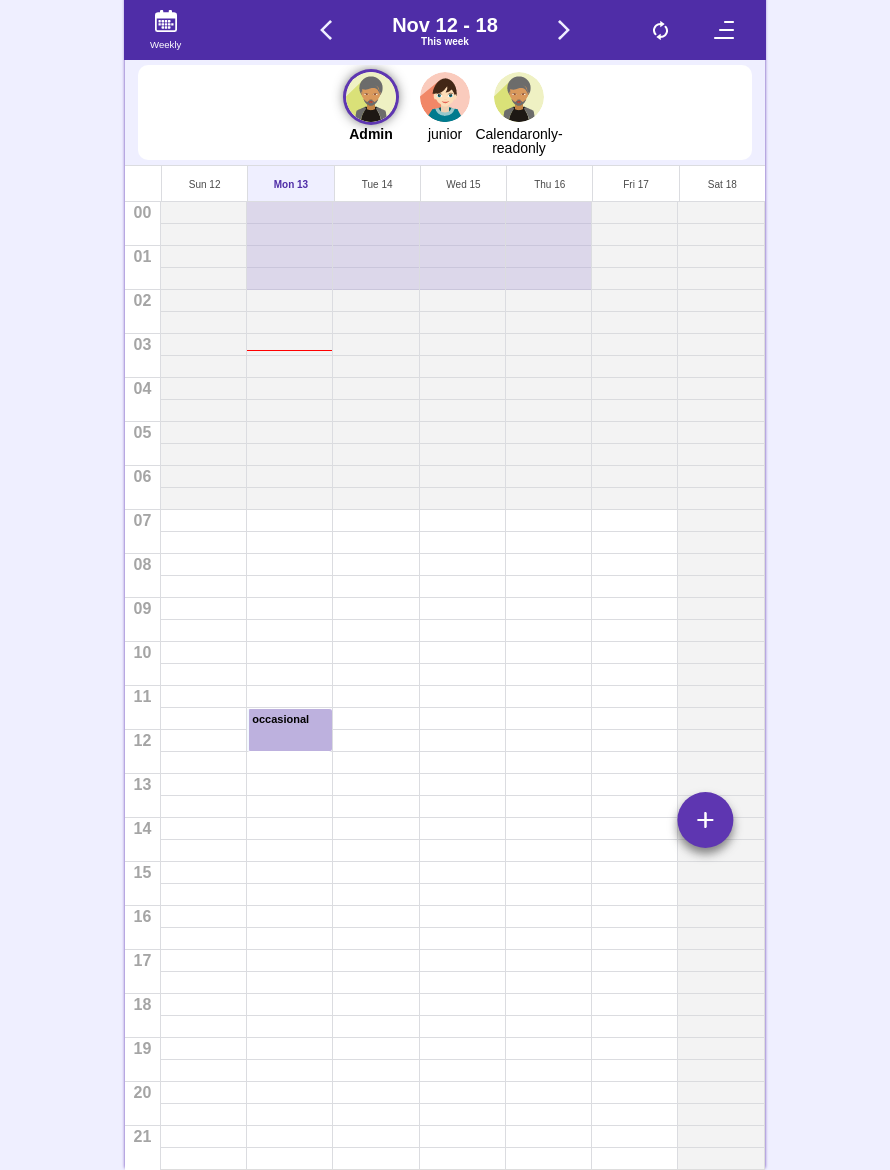 Weekly
Nov 12 - 18
This week
Admin
junior
Calendaronly-
readonly
Sun 12
Mon 13
Tue 14
Wed 15
Thu 16
Fri 17
Sat 18
00
01
02
03
04
05
06
07
08
09
10
11
occasional
12
13
+
14
15
16
17
18
19
20
21